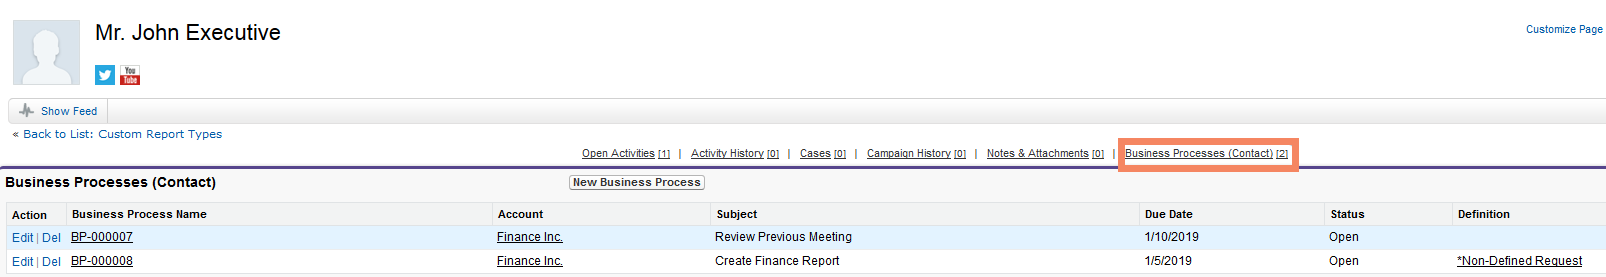 Mr. John Executive
Customize Page
You
Tube
Show Feed
« Back to List: Custom Report Types
Open Activities [1] | Activity History [0] | Cases [0] | Campaign History [0] | Notes & Attachments [0] | Business Processes (Contact) [2]
Business Processes (Contact) New Business Process
Action Business Process Name Account Subject Due Date Status Definition
Edit | Del BP-000007 Finance Inc. Review Previous Meeting 1/10/2019 Open
Edit | Del BP-000008 Finance Inc. Create Finance Report 1/5/2019 Open *Non-Defined Request